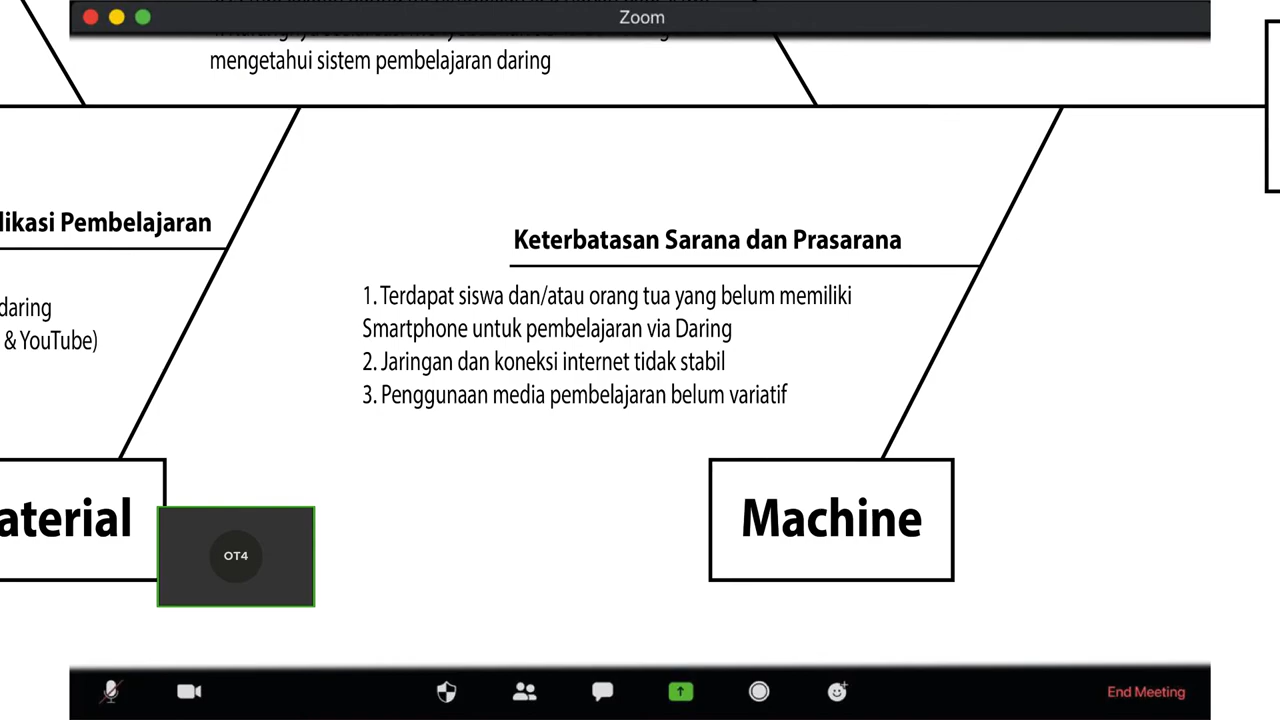 Zoom
mengetahui sistem pembelajaran daring
likasi Pembelajaran
Keterbatasan Sarana dan Prasarana
daring
& YouTube)
1. Terdapat siswa dan/atau orang tua yang belum memiliki
Smartphone untuk pembelajaran via Daring
2. Jaringan dan koneksi internet tidak stabil
3. Penggunaan media pembelajaran belum variatif
aterial
Machine
OT4
End Meeting